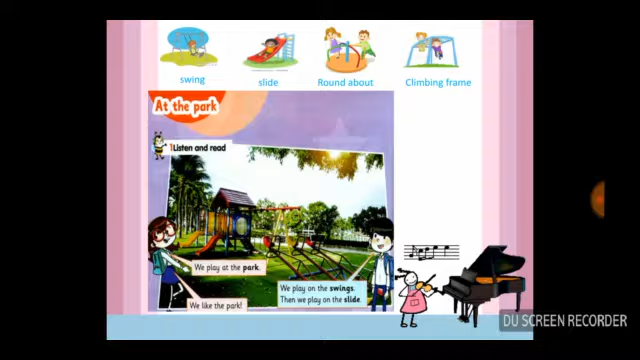 swing
slide
Round about
Climbing frame
At the park
1 Listen and read
We play at the park.
We like the park!
We play on the swings.
Then we play on the slide.
DU SCREEN RECORDER